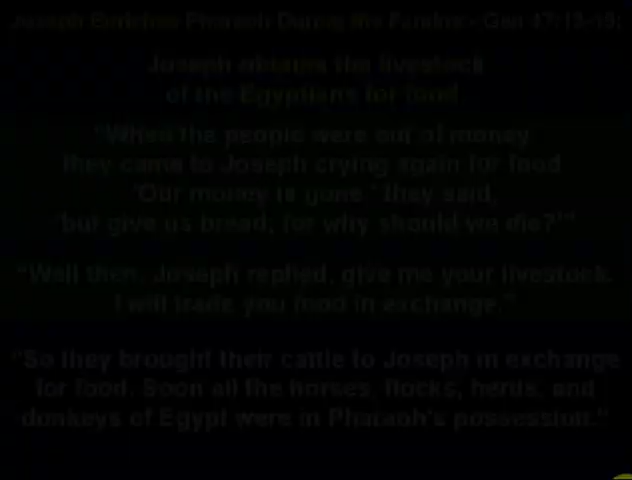 Joseph Enriches Pharaoh During the Famine - Gen 47:13-19:
Joseph obtains the livestock
of the Egyptians for food
"When the people were out of money
they came to Joseph crying again for food
'Our money is gone,' they said,
'but give us bread; for why should we die?'"
"Well then, Joseph replied, give me your livestock.
I will trade you food in exchange."
"So they brought their cattle to Joseph in exchange
for food. Soon all the horses, flocks, herds, and
donkeys of Egypt were in Pharaoh's possession."